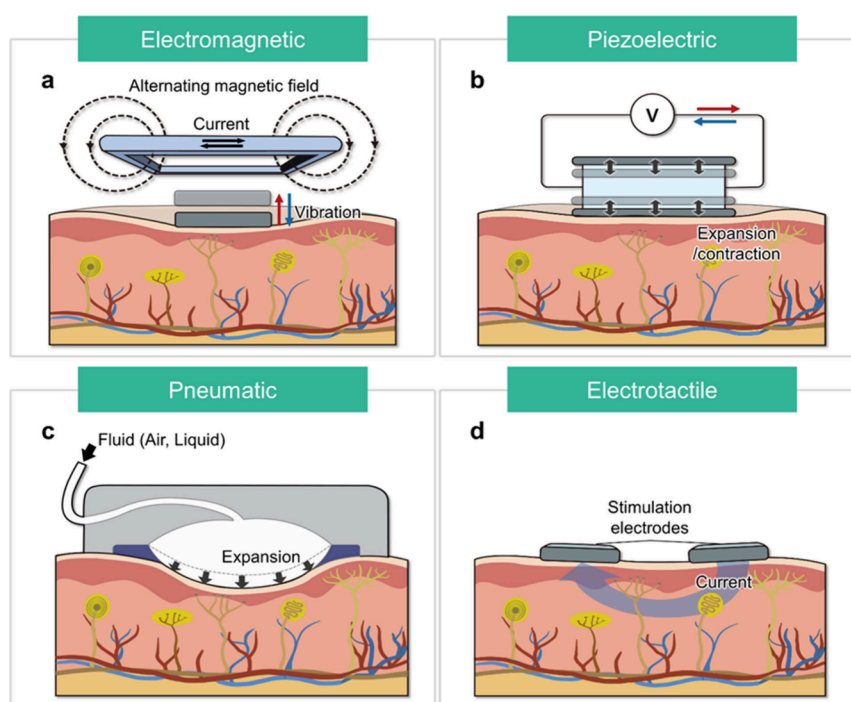 Electromagnetic
Piezoelectric
a
Alternating magnetic field
Current
Vibration
b
V
Expansion
/contraction
Pneumatic
Electrotactile
c
Fluid (Air, Liquid)
Expansion
d
Stimulation
electrodes
Current